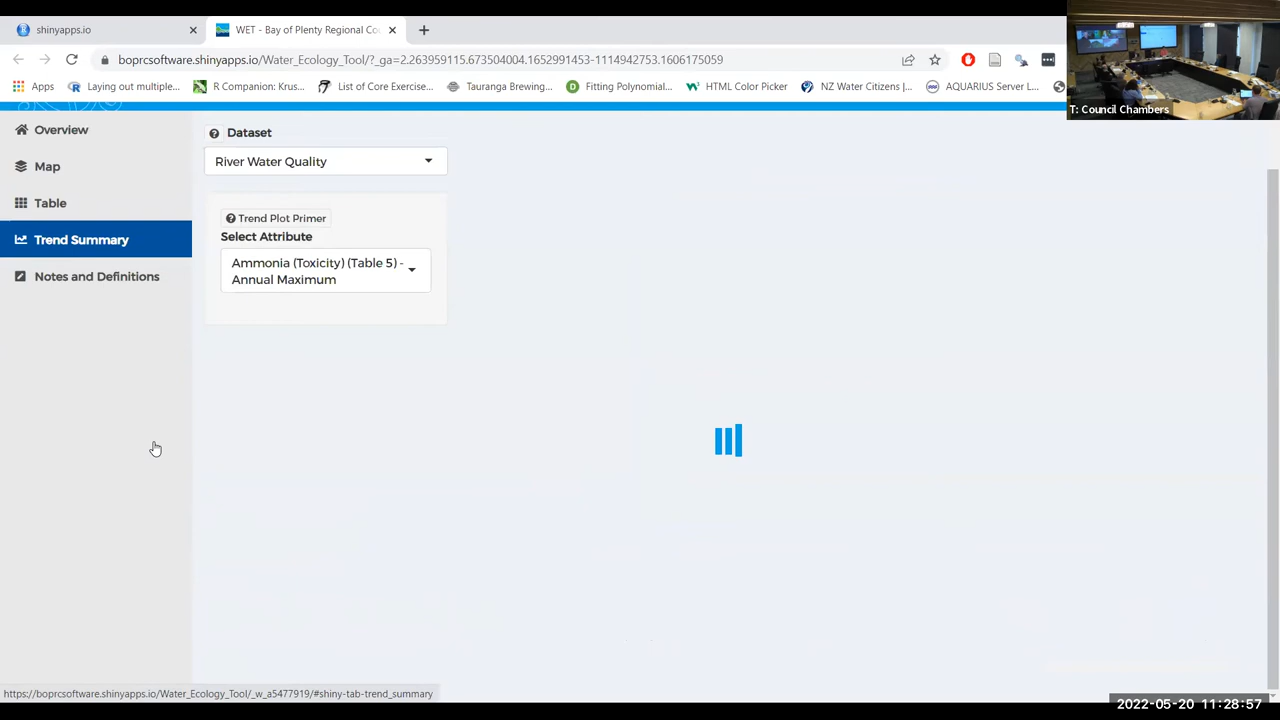 shinyapps.io
WET - Bay of Plenty Regional Co
boprcsoftware.shinyapps.io/Water_Ecology_Tool/?_ga=2.263959115.673504004.1652991453-1114942753.1606175059
Apps
Laying out multiple...
R Companion: Krus...
List of Core Exercise...
Tauranga Brewing...
Fitting Polynomial...
HTML Color Picker
NZ Water Citizens |...
AQUARIUS Server L...
T: Council Chambers
Overview
Map
Table
Trend Summary
Notes and Definitions
Dataset
River Water Quality
Trend Plot Primer
Select Attribute
Ammonia (Toxicity) (Table 5) -
Annual Maximum
https://boprcsoftware.shinyapps.io/Water_Ecology_Tool/_w_a5477919/#shiny-tab-trend_summary
2022-05-20 11:28:57